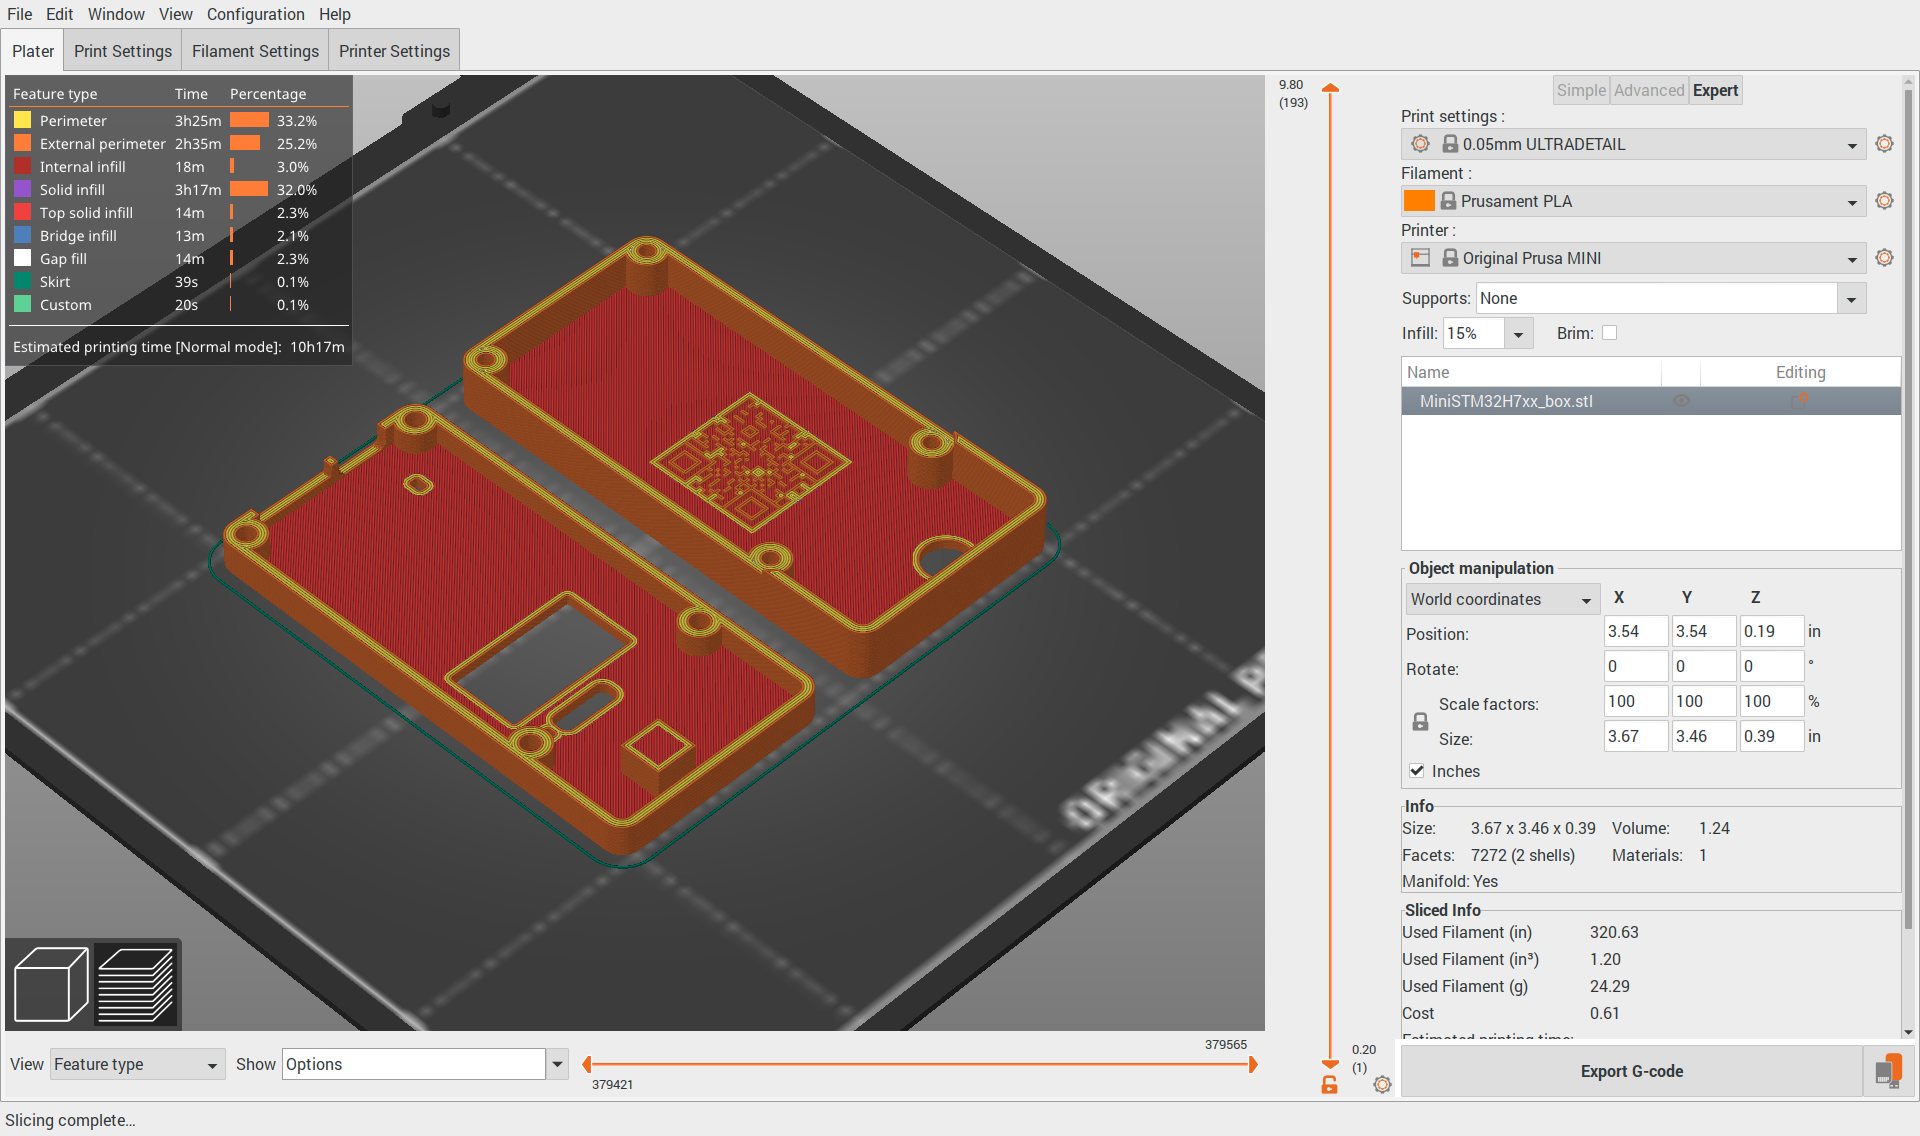 File Edit Window View Configuration Help
Plater Print Settings Filament Settings Printer Settings
Feature type Time Percentage
Perimeter 3h25m 33.2%
External perimeter 2h35m 25.2%
Internal infill 18m 3.0%
Solid infill 3h17m 32.0%
Top solid infill 14m 2.3%
Bridge infill 13m 2.1%
Gap fill 14m 2.3%
Skirt 39s 0.1%
Custom 20s 0.1%
Estimated printing time [Normal mode]: 10h17m
ORIGINAL P
9.80
(193)
0.20
(1)
379565
379421
View Feature type Show Options
Simple Advanced Expert
Print settings :
0.05mm ULTRADETAIL
Filament :
Prusament PLA
Printer :
Original Prusa MINI
Supports: None
Infill: 15% Brim:
Name Editing
MiniSTM32H7xx_box.stl
Object manipulation
World coordinates X Y Z
Position: 3.54 3.54 0.19 in
Rotate: 0 0 0 °
Scale factors: 100 100 100 %
Size: 3.67 3.46 0.39 in
Inches
Info
Size: 3.67 x 3.46 x 0.39 Volume: 1.24
Facets: 7272 (2 shells) Materials: 1
Manifold: Yes
Sliced Info
Used Filament (in) 320.63
Used Filament (in³) 1.20
Used Filament (g) 24.29
Cost 0.61
Estimated printing time:
Export G-code
Slicing complete…